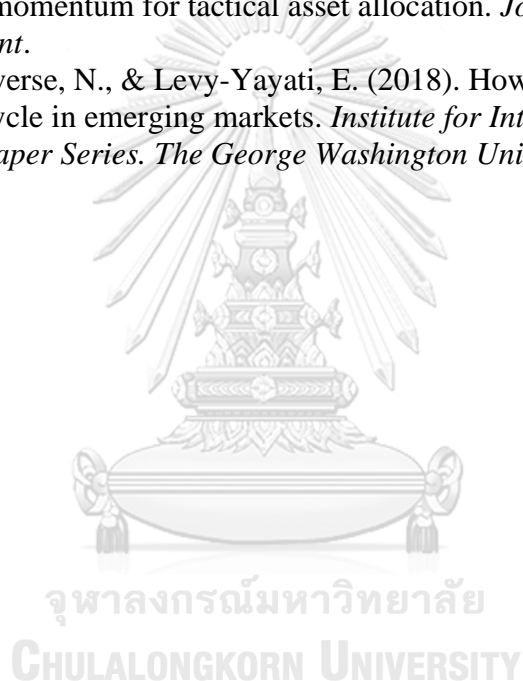 momentum for tactical asset allocation. Jo
nt.
verse, N., & Levy-Yayati, E. (2018). How
ycle in emerging markets. Institute for Int
aper Series. The George Washington Uni
จุฬาลงกรณ์มหาวิทยาลัย
CHULALONGKORN UNIVERSITY